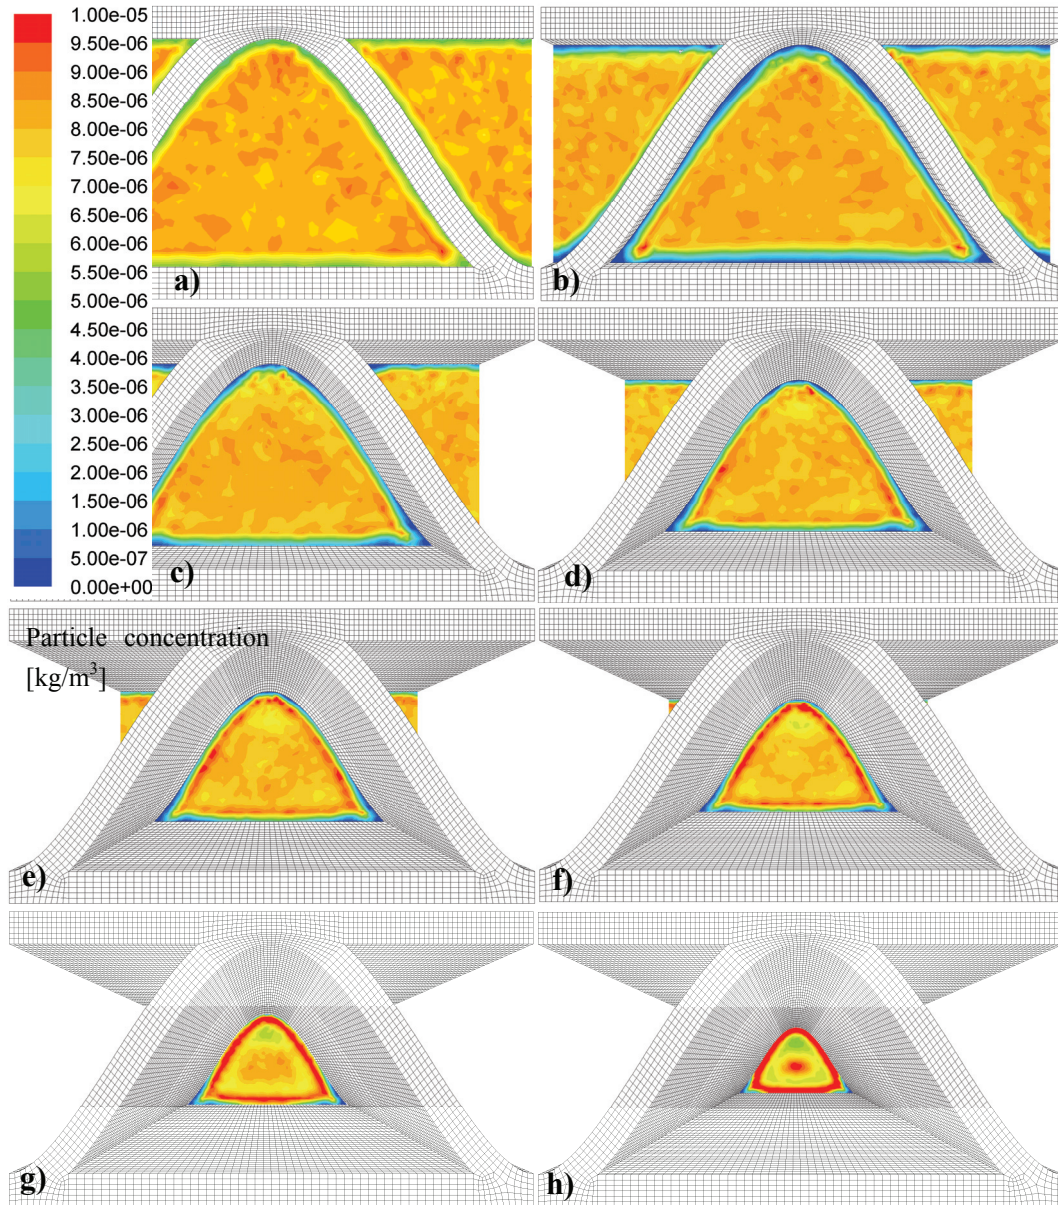 1.00e-05
9.50e-06
9.00e-06
8.50e-06
8.00e-06
7.50e-06
7.00e-06
6.50e-06
6.00e-06
5.50e-06
5.00e-06
4.50e-06
4.00e-06
3.50e-06
3.00e-06
2.50e-06
2.00e-06
1.50e-06
1.00e-06
5.00e-07
0.00e+00
a)
b)
c)
d)
Particle concentration
[kg/m³]
e)
f)
g)
h)